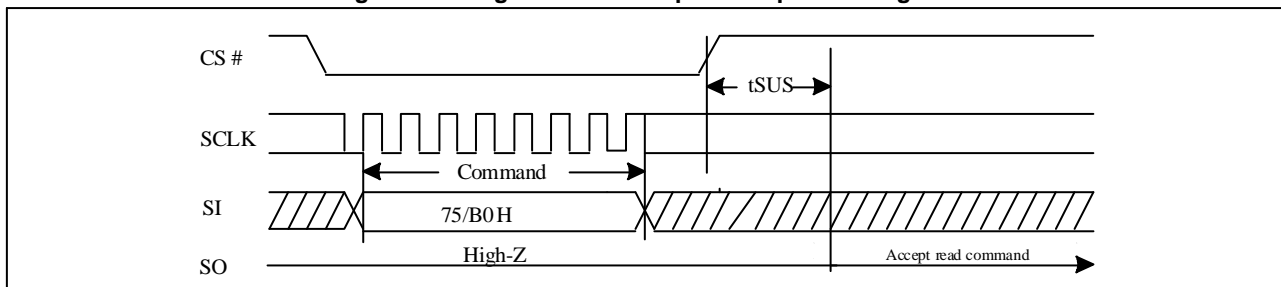 CS #
tSUS
SCLK
Command
SI
75/B0H
High-Z
SO
Accept read command